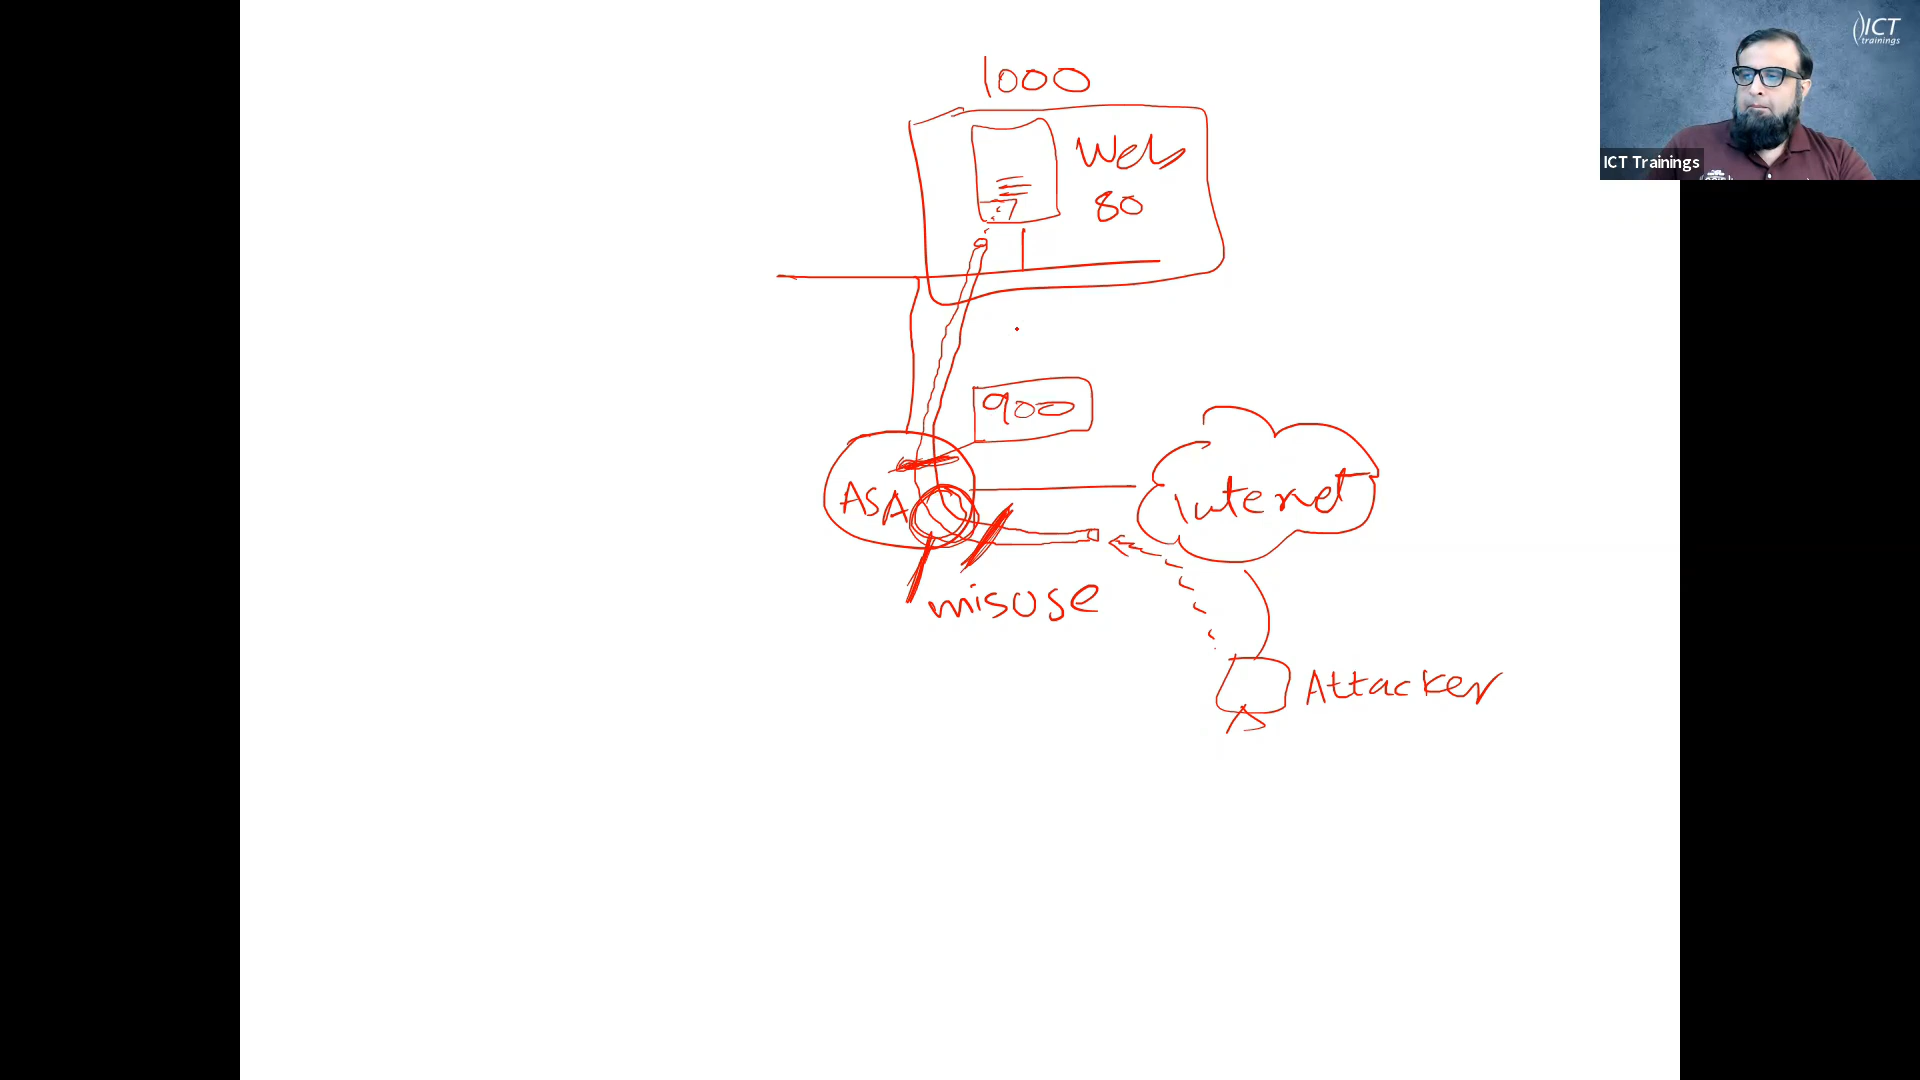 ICT
trainings
ICT Trainings
1000
Web
80
900
ASA
Internet
misuse
Attacker